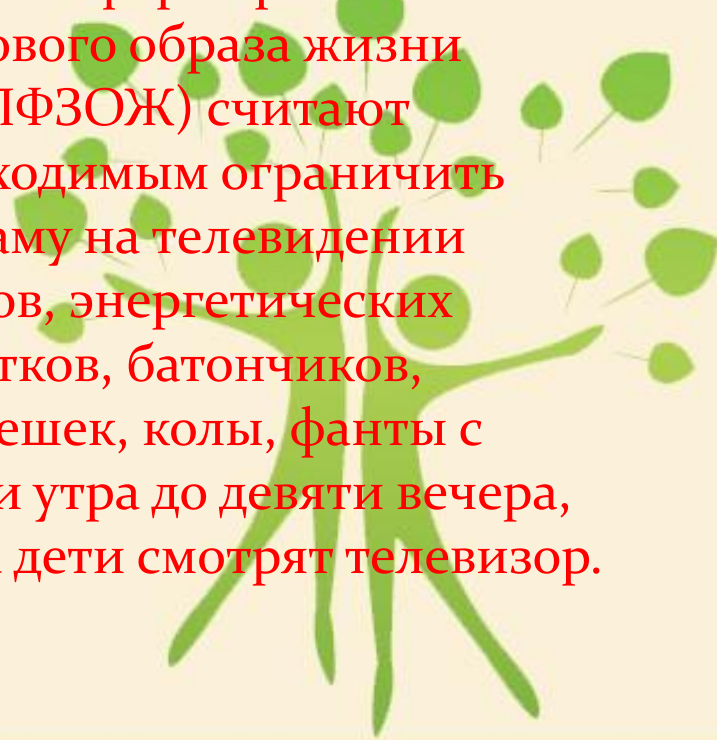 ового образа жизни
ПФЗОЖ) считают
ходимым ограничить
аму на телевидении
ов, энергетических
тков, батончиков,
ешек, колы, фанты с
и утра до девяти вечера,
дети смотрят телевизор.